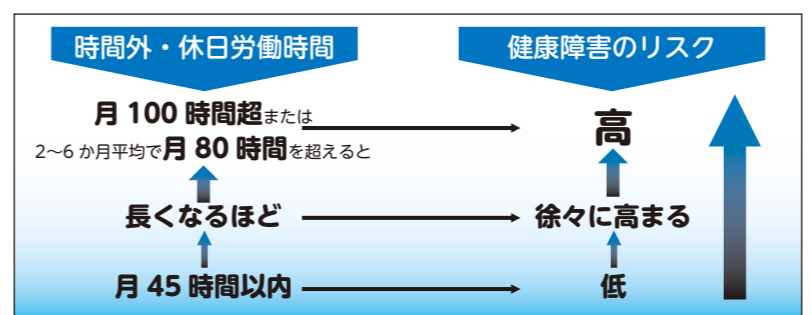 時間外・休日労働時間
健康障害のリスク
月 100 時間超または
2〜6 か月平均で月 80 時間を超えると
高
長くなるほど
徐々に高まる
月 45 時間以内
低